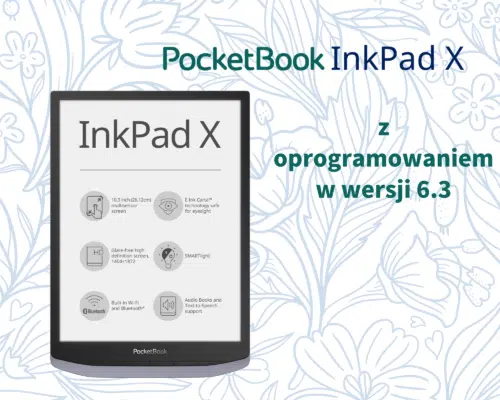 PocketBook InkPad X
z
oprogramowaniem
w wersji 6.3
InkPad X
10.3 inch (26.12cm)
multisensor
screen
E Ink Carta™
technology safe
for eyesight
Glare-free high
definition screen,
1404×1872
SMARTlight
Built-in Wi-Fi
and Bluetooth®
Bluetooth
Audio Books and
Text-to-Speech
support
PocketBook